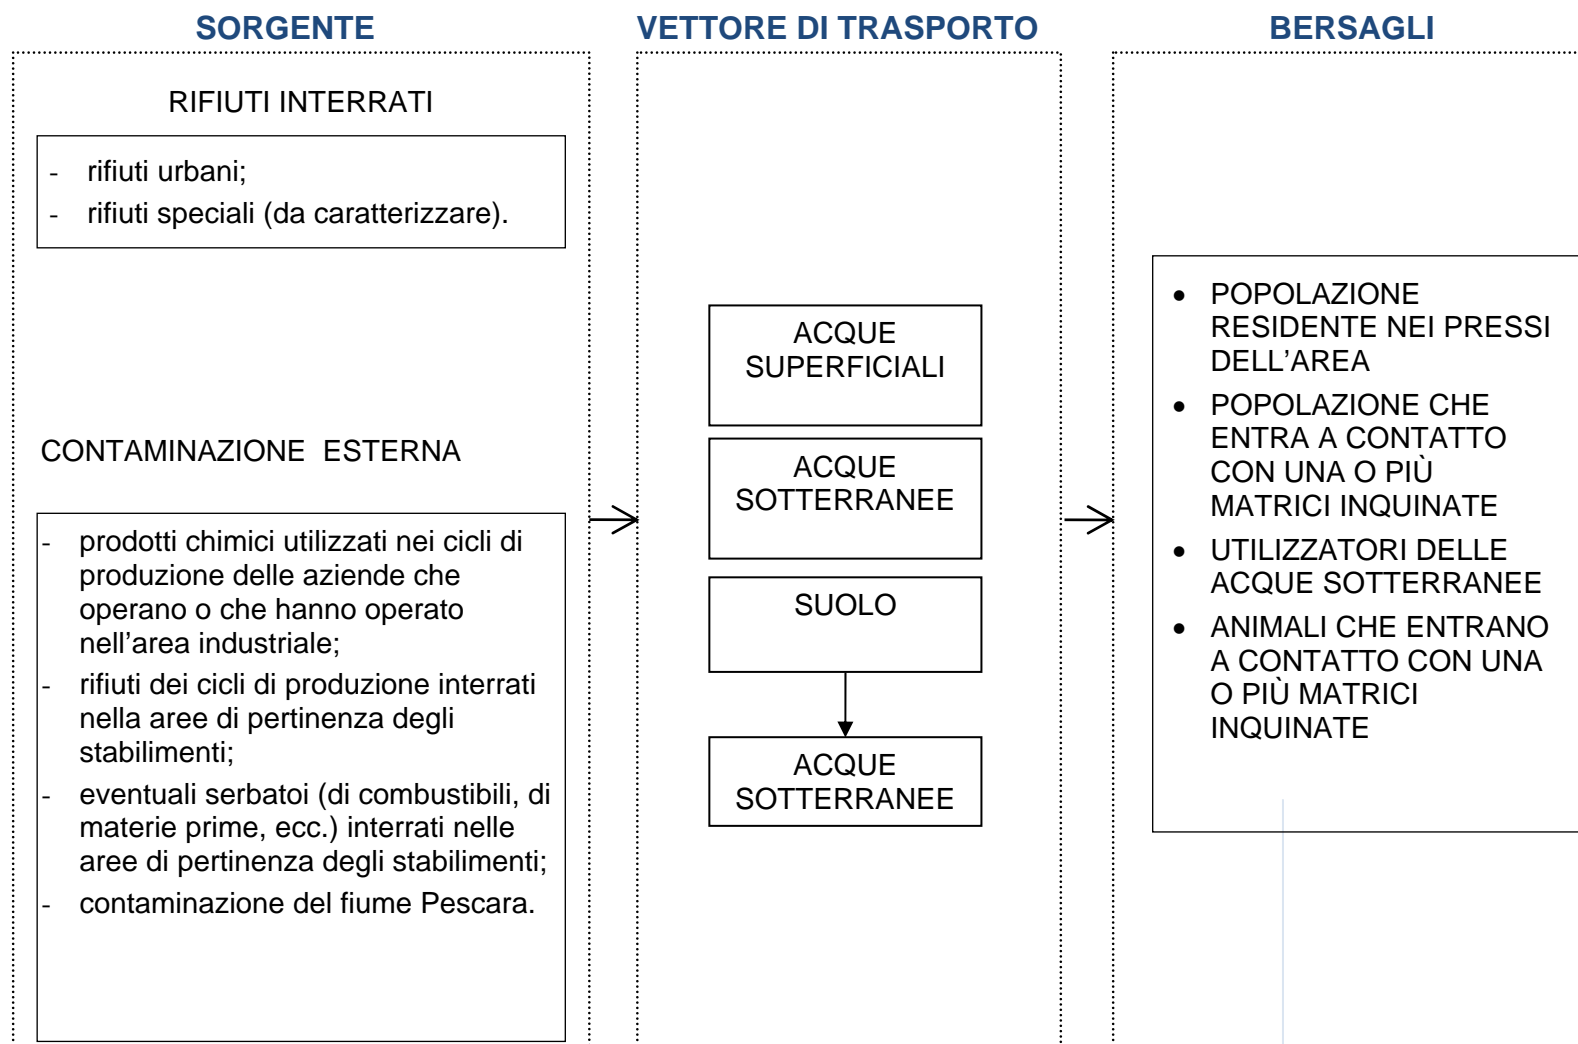 SORGENTE
RIFIUTI INTERRATI
- rifiuti urbani;
- rifiuti speciali (da caratterizzare).
CONTAMINAZIONE ESTERNA
- prodotti chimici utilizzati nei cicli di
produzione delle aziende che
operano o che hanno operato
nell’area industriale;
- rifiuti dei cicli di produzione interrati
nella aree di pertinenza degli
stabilimenti;
- eventuali serbatoi (di combustibili, di
materie prime, ecc.) interrati nelle
aree di pertinenza degli stabilimenti;
- contaminazione del fiume Pescara.
VETTORE DI TRASPORTO
ACQUE
SUPERFICIALI
ACQUE
SOTTERRANEE
SUOLO
ACQUE
SOTTERRANEE
BERSAGLI
• POPOLAZIONE
RESIDENTE NEI PRESSI
DELL’AREA
• POPOLAZIONE CHE
ENTRA A CONTATTO
CON UNA O PIÙ
MATRICI INQUINATE
• UTILIZZATORI DELLE
ACQUE SOTTERRANEE
• ANIMALI CHE ENTRANO
A CONTATTO CON UNA
O PIÙ MATRICI
INQUINATE